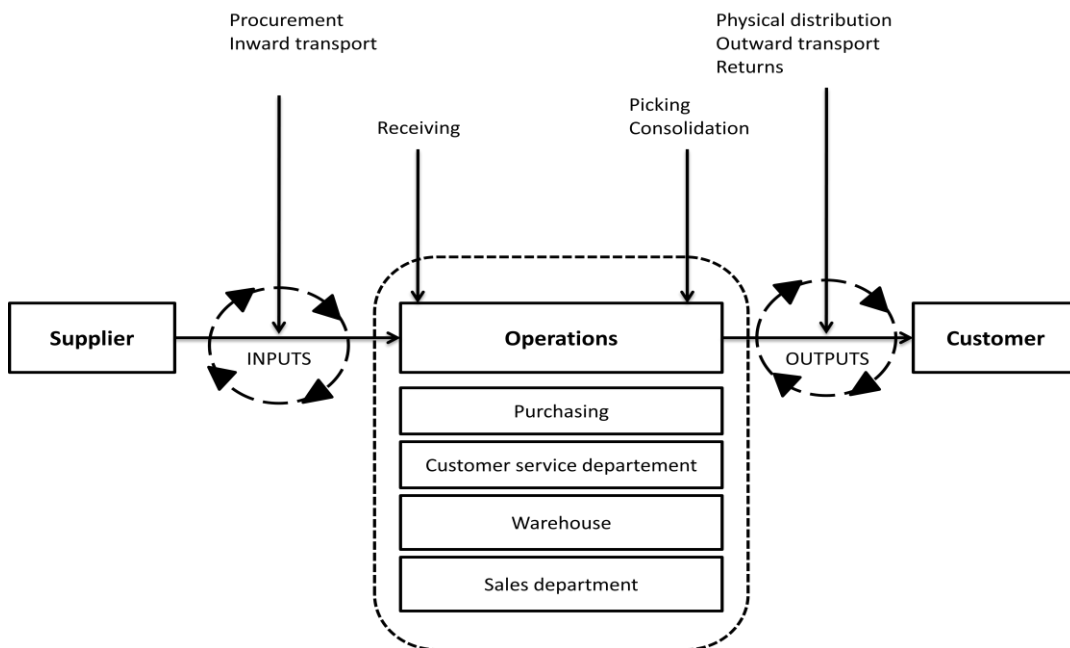 Procurement
Inward transport
Physical distribution
Outward transport
Returns
Receiving
Picking
Consolidation
Supplier
INPUTS
Operations
OUTPUTS
Customer
Purchasing
Customer service departement
Warehouse
Sales department